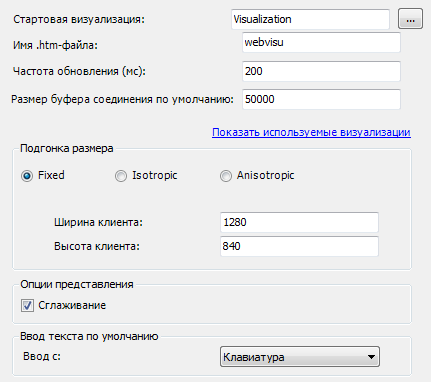 Стартовая визуализация: Visualization ...
Имя .htm-файла: webvisu
Частота обновления (мс): 200
Размер буфера соединения по умолчанию: 50000
Показать используемые визуализации
Подгонка размера
Fixed Isotropic Anisotropic
Ширина клиента: 1280
Высота клиента: 840
Опции представления
Сглаживание
Ввод текста по умолчанию
Ввод с: Клавиатура